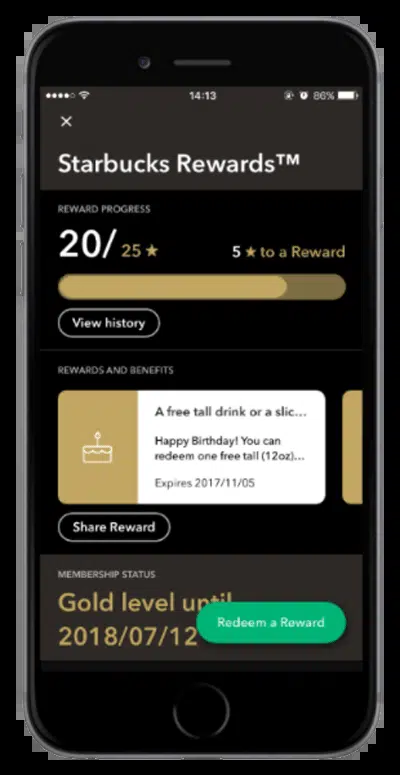 14:13
86%
Starbucks Rewards™
REWARD PROGRESS
20/ 25 ★
5 ★ to a Reward
View history
REWARDS AND BENEFITS
A free tall drink or a slic...
Happy Birthday! You can
redeem one free tall (12oz)...
Expires 2017/11/05
Share Reward
MEMBERSHIP STATUS
Gold level until
2018/07/12
Redeem a Reward